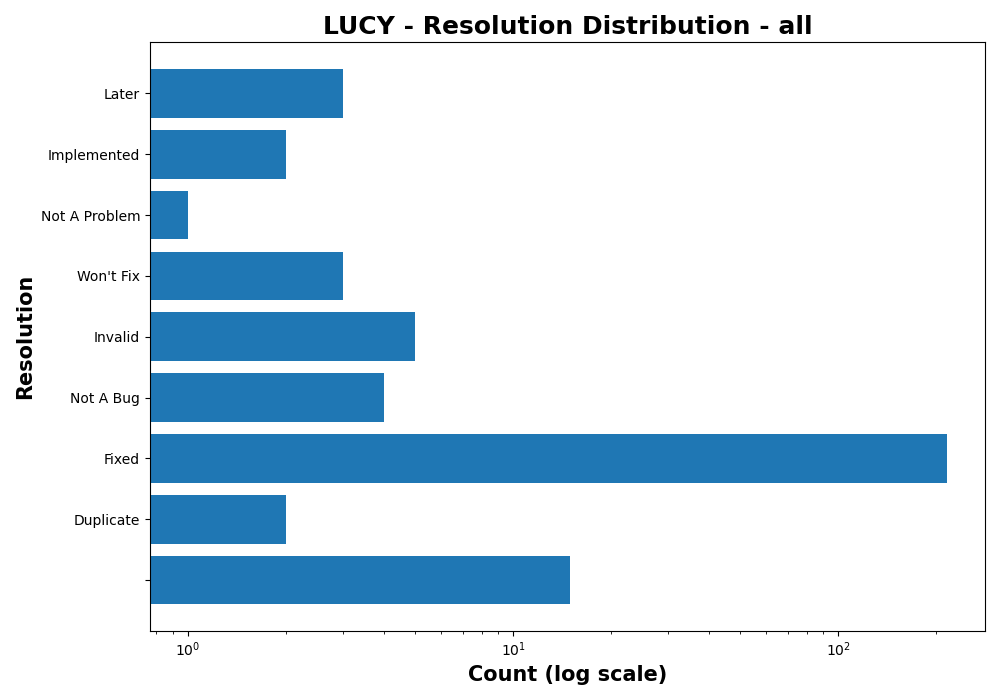 LUCY - Resolution Distribution - all
Later
Implemented
Not A Problem
Won't Fix
Invalid
Not A Bug
Fixed
Duplicate
Resolution
10⁰
10¹
10²
Count (log scale)